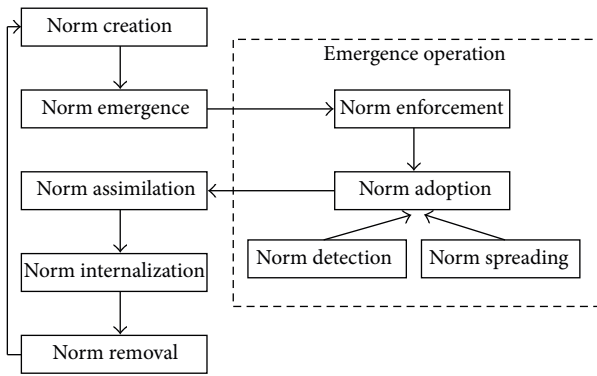 Norm creation
Emergence operation
Norm emergence
Norm enforcement
Norm assimilation
Norm adoption
Norm detection
Norm spreading
Norm internalization
Norm removal